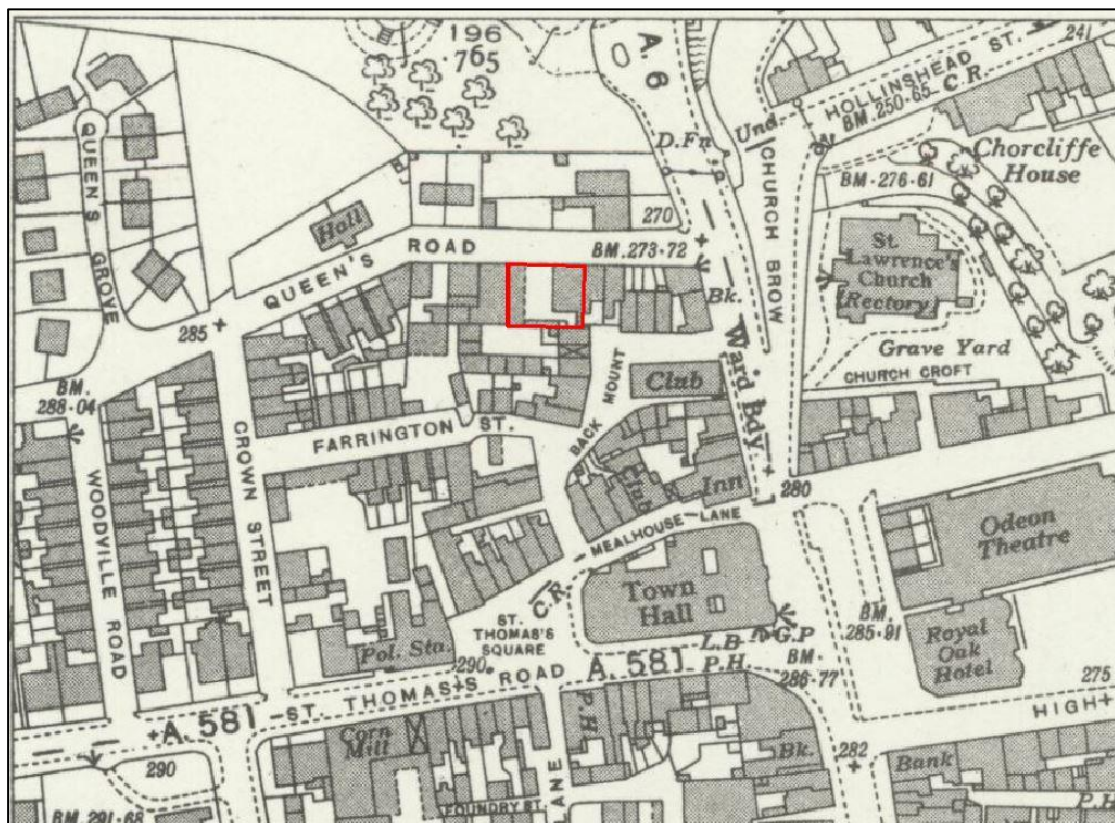 196
·765
A.6
241
HOLLINSHEAD ST.
C.R.
BM.250·65
Und.
D.Fn
CHURCH BROW
Chorcliffe
House
BM.276·61
QUEEN'S GROVE
Hall
270
QUEEN'S ROAD
BM.273·72
St.
Lawrence's
Church
(Rectory)
Bk.
285
Ward Bdy.
Grave Yard
CHURCH CROFT
BM.
288·04
Club
BACK MOUNT
FARRINGTON ST.
CROWN STREET
WOODVILLE ROAD
Club
Inn
280
MEALHOUSE LANE
Odeon
Theatre
Town
Hall
C.R.
ST.
THOMAS'S
SQUARE
Pol. Sta.
L.B
G.P
BM.
285·91
Royal
Oak
Hotel
290
A.581
P.H.
BM.
286·77
275
A.581
ST. THOMAS'S ROAD
HIGH
P.H.
Corn
Mill
LANE
Bk.
282
Bank
290
FOUNDRY ST.
P.H.
BM.291·68